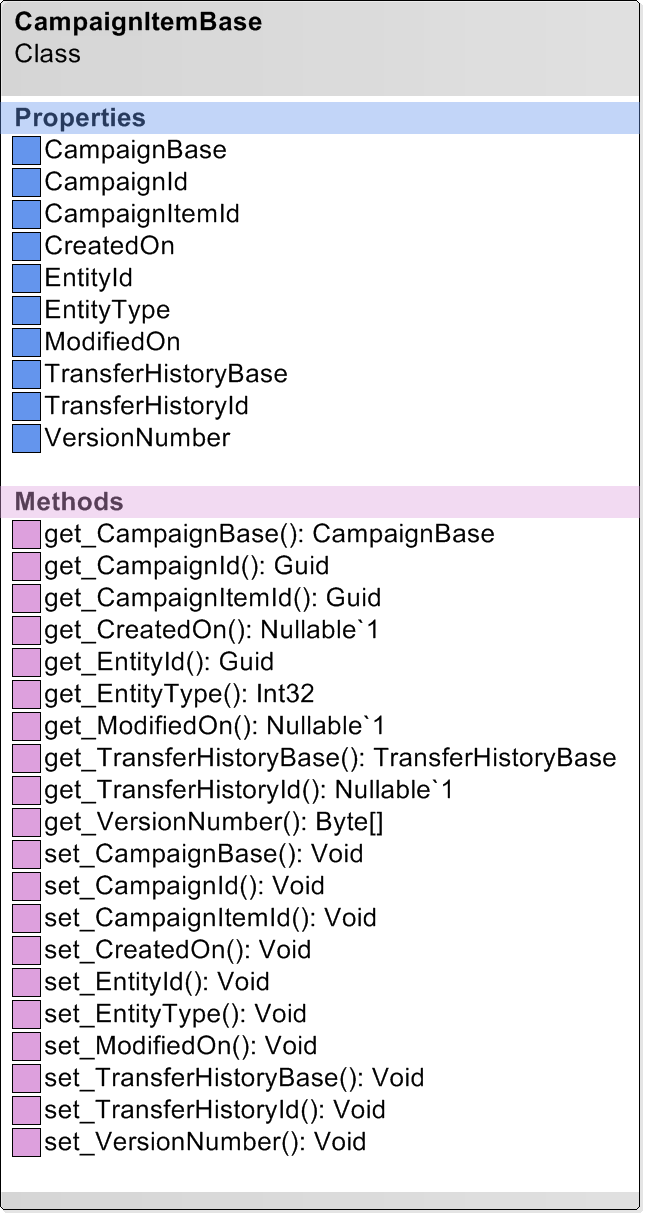 CampaignItemBase
Class
Properties
CampaignBase
CampaignId
CampaignItemId
CreatedOn
EntityId
EntityType
ModifiedOn
TransferHistoryBase
TransferHistoryId
VersionNumber
Methods
get_CampaignBase(): CampaignBase
get_CampaignId(): Guid
get_CampaignItemId(): Guid
get_CreatedOn(): Nullable`1
get_EntityId(): Guid
get_EntityType(): Int32
get_ModifiedOn(): Nullable`1
get_TransferHistoryBase(): TransferHistoryBase
get_TransferHistoryId(): Nullable`1
get_VersionNumber(): Byte[]
set_CampaignBase(): Void
set_CampaignId(): Void
set_CampaignItemId(): Void
set_CreatedOn(): Void
set_EntityId(): Void
set_EntityType(): Void
set_ModifiedOn(): Void
set_TransferHistoryBase(): Void
set_TransferHistoryId(): Void
set_VersionNumber(): Void